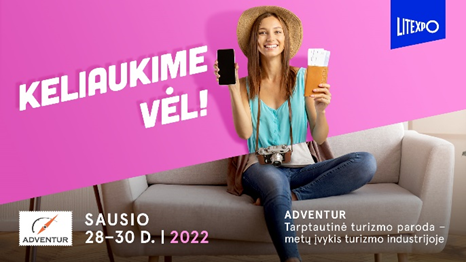 LITEXPO
KELIAUKIME
VĖL!
ADVENTUR
SAUSIO
28–30 D. | 2022
ADVENTUR
Tarptautinė turizmo paroda –
metų įvykis turizmo industrijoje